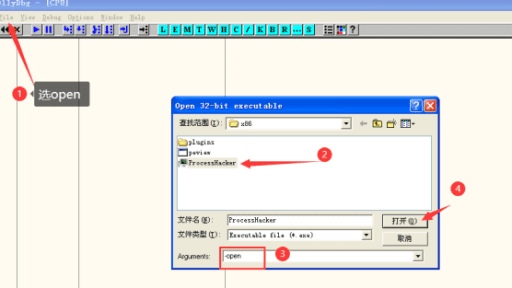 OllyDbg - [CPU]
File View Debug Options Window Help
L E M T W H C / K B R ... S ?
1 选open
Open 32-bit executable
查找范围(I): x86
plugins
peview
ProcessHacker
2
4
文件名(N): ProcessHacker 打开(O)
文件类型(T): Executable file (*.exe) 取消
Arguments: -open 3